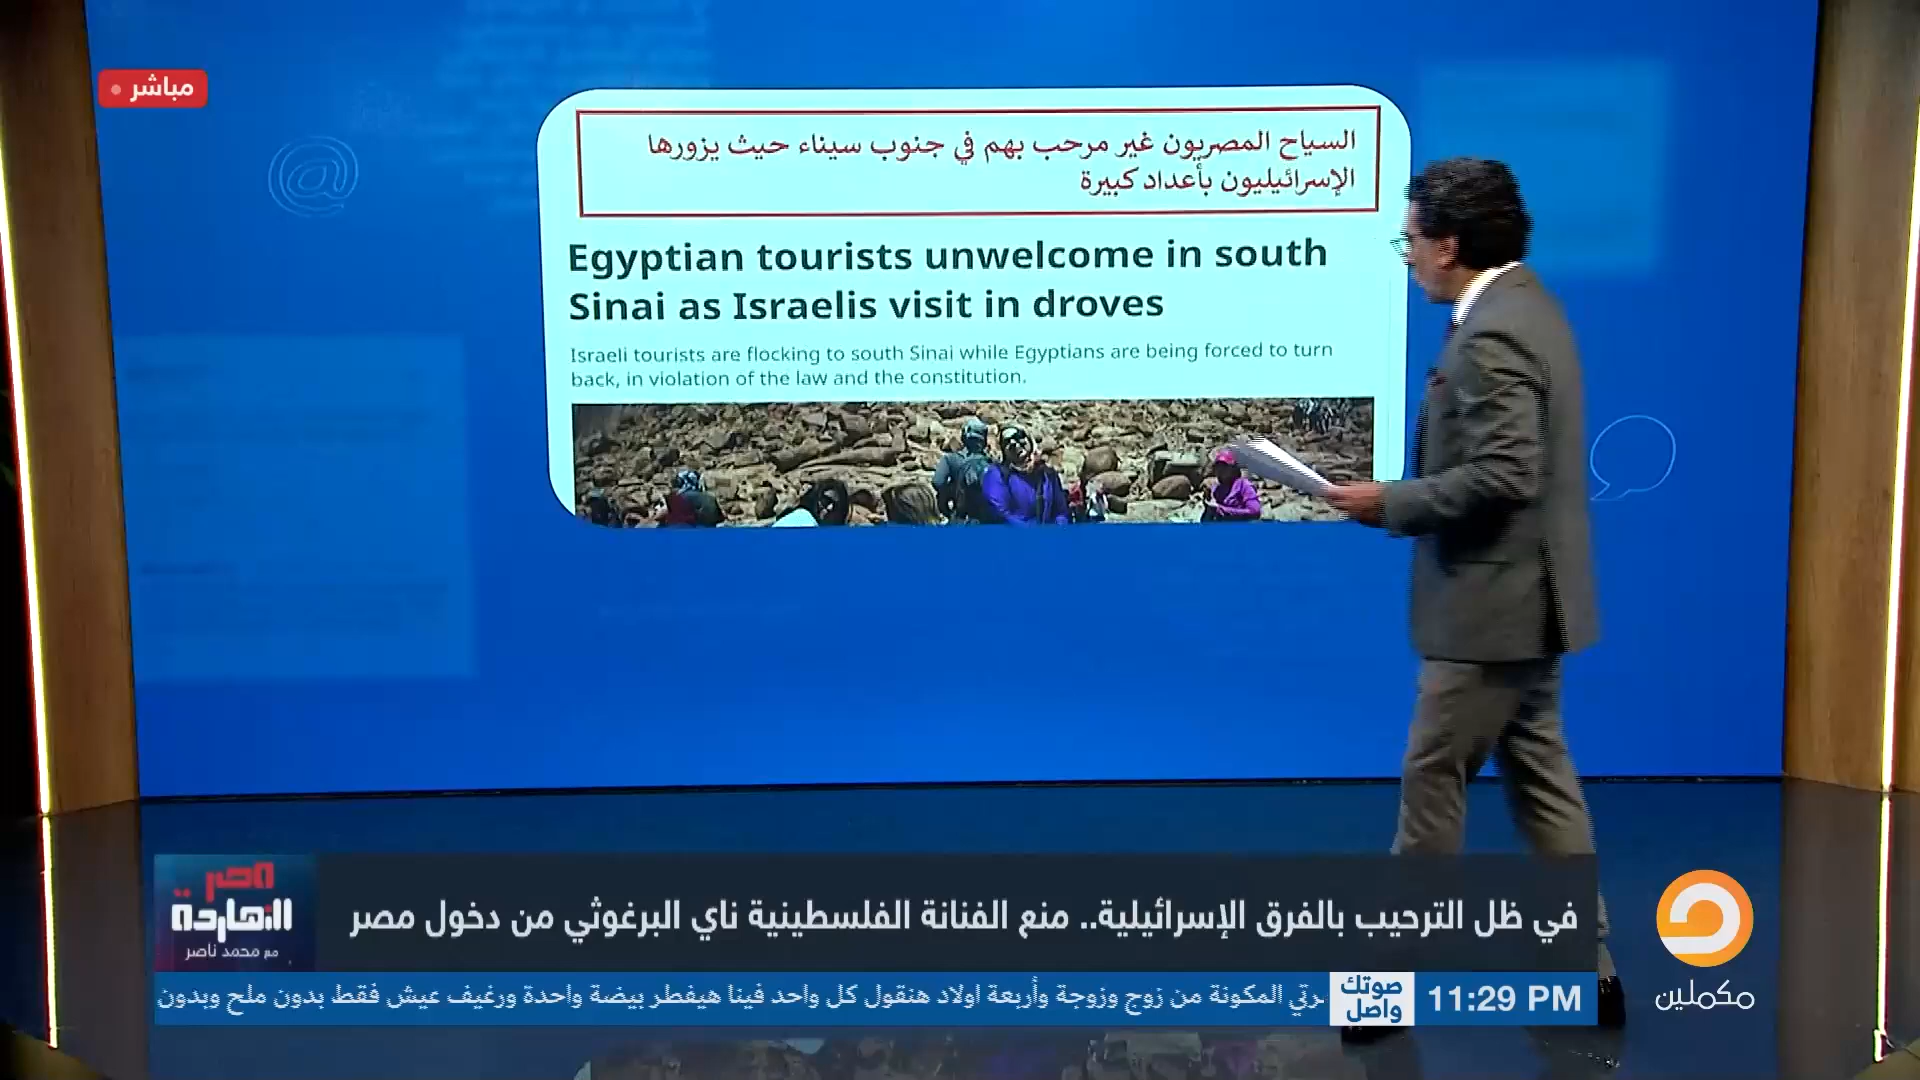 مباشر
السياح المصريون غير مرحب بهم في جنوب سيناء حيث يزورها
الإسرائيليون بأعداد كبيرة
Egyptian tourists unwelcome in south
Sinai as Israelis visit in droves
Israeli tourists are flocking to south Sinai while Egyptians are being forced to turn
back, in violation of the law and the constitution.
مصر
النهاردة
مع محمد ناصر
في ظل الترحيب بالفرق الإسرائيلية.. منع الفنانة الفلسطينية ناي البرغوثي من دخول مصر
صوتك
واصل
11:29 PM
رتي المكونة من زوج وزوجة وأربعة اولاد هنقول كل واحد فينا هيفطر بيضة واحدة ورغيف عيش فقط بدون ملح وبدون
مكملين